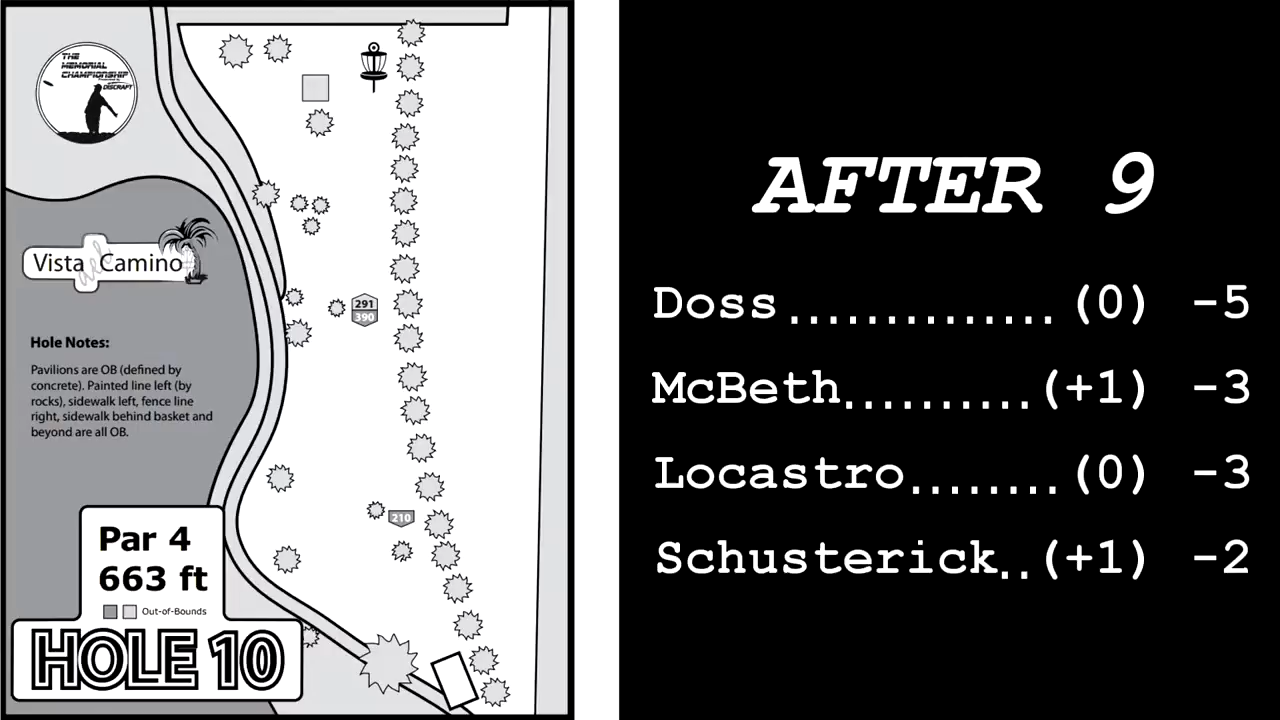 THE
MEMORIAL
CHAMPIONSHIP
Presented by
DISCRAFT
Vista del Camino
Hole Notes:
Pavilions are OB (defined by
concrete). Painted line left (by
rocks), sidewalk left, fence line
right, sidewalk behind basket and
beyond are all OB.
291
390
210
Par 4
663 ft
Out-of-Bounds
HOLE 10
AFTER 9
Doss..............(0) -5
McBeth..........(+1) -3
Locastro........(0) -3
Schusterick..(+1) -2